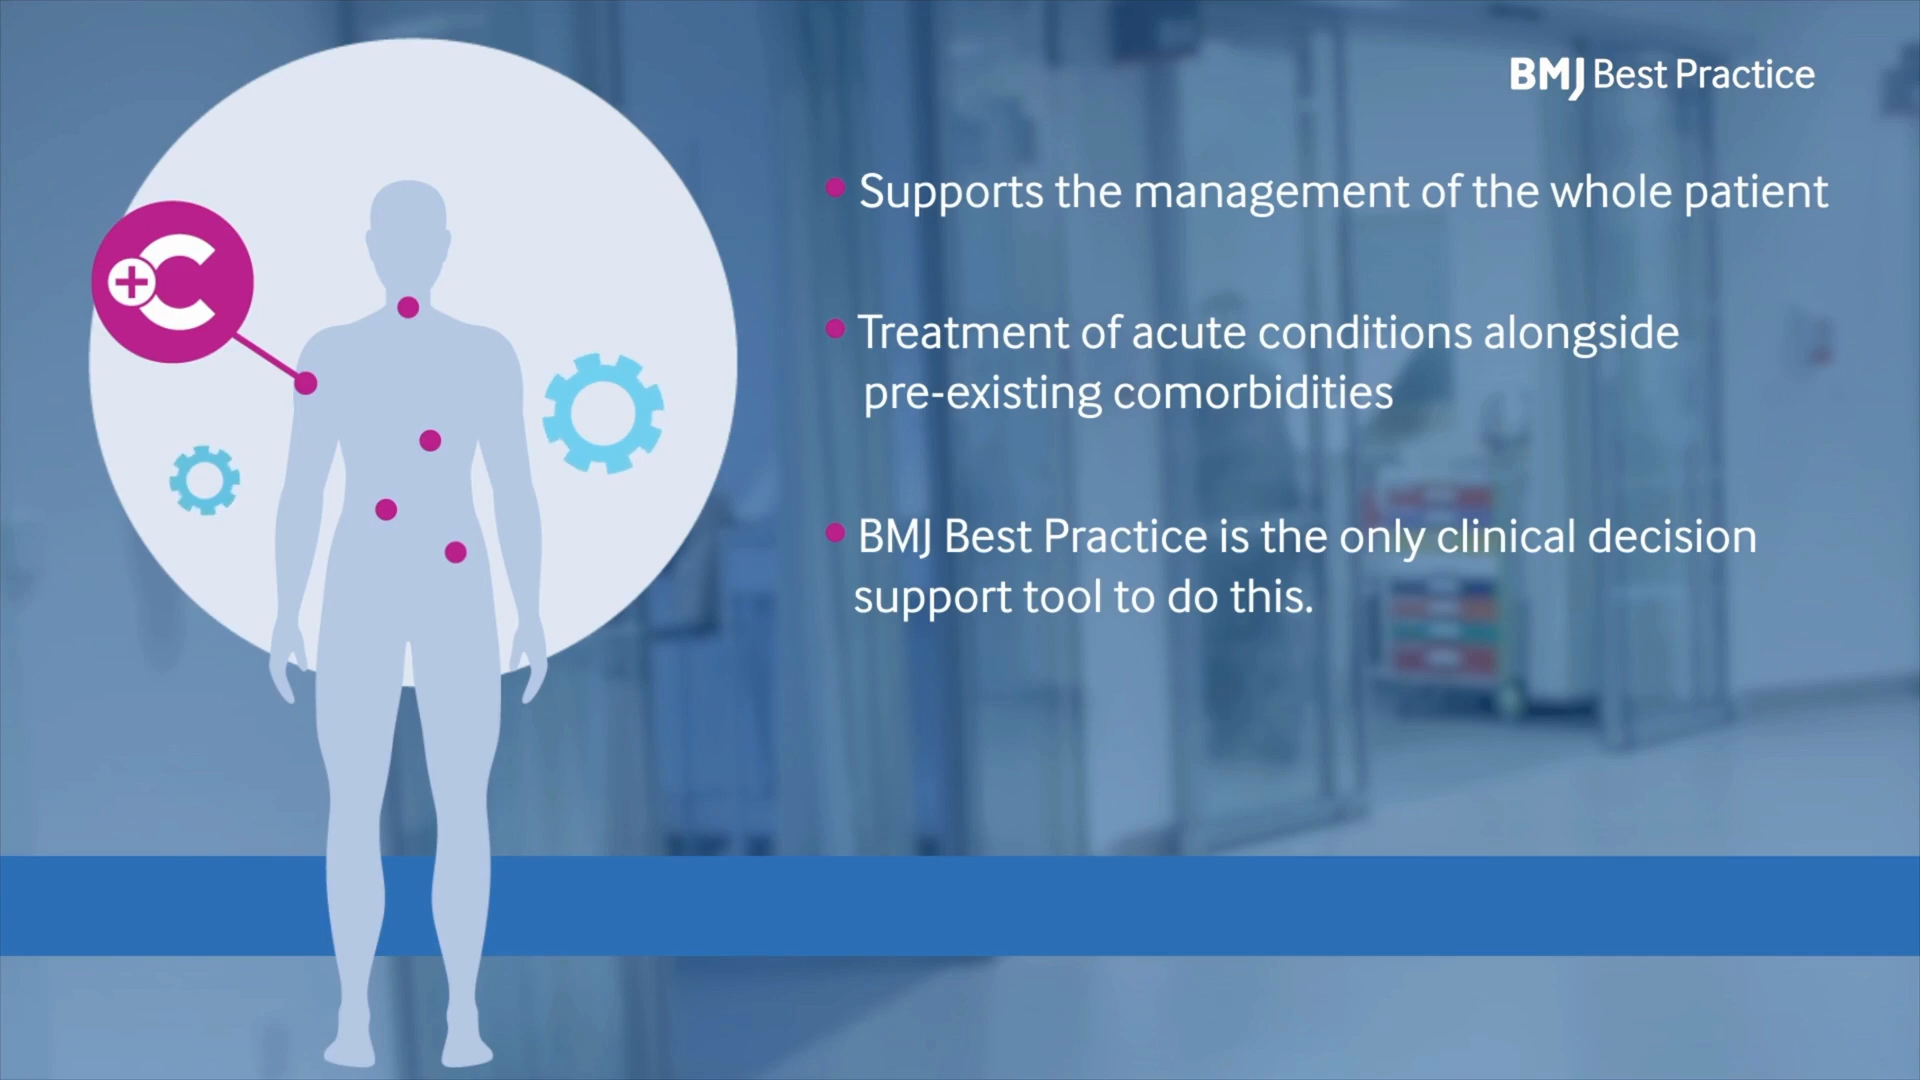 BMJ Best Practice
+C
Supports the management of the whole patient
Treatment of acute conditions alongside
pre-existing comorbidities
BMJ Best Practice is the only clinical decision
support tool to do this.